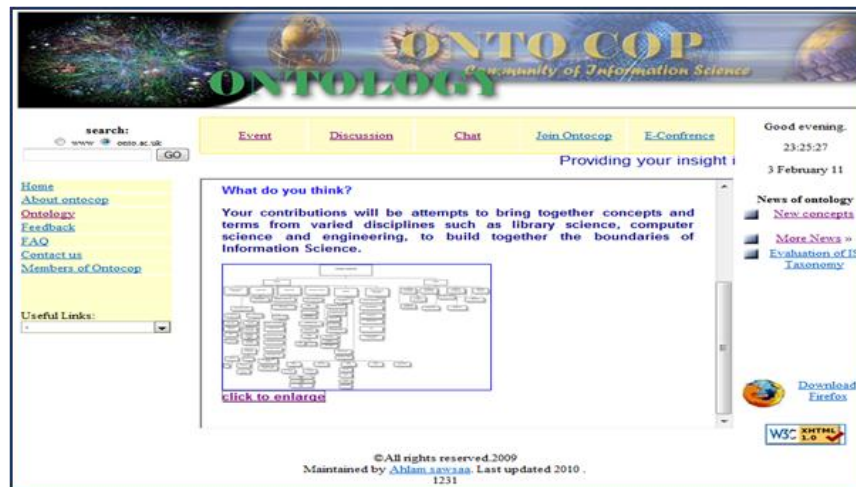 ONTO COP
Community of Information Science
ONTOLOGY
search:
www onto.ac.uk
GO
Home
About ontocop
Ontology
Feedback
FAQ
Contact us
Members of Ontocop
Useful Links:
-
Event Discussion Chat Join Ontocop E-Confrence
Providing your insight i
What do you think?
Your contributions will be attempts to bring together concepts and
terms from varied disciplines such as library science, computer
science and engineering, to build together the boundaries of
Information Science.
click to enlarge
Good evening.
23:25:27
3 February 11
News of ontology
New concepts
More News »
Evaluation of IS
Taxonomy
Download
Firefox
W3C XHTML 1.0
©All rights reserved.2009
Maintained by Ahlam sawsaa. Last updated 2010 .
1231